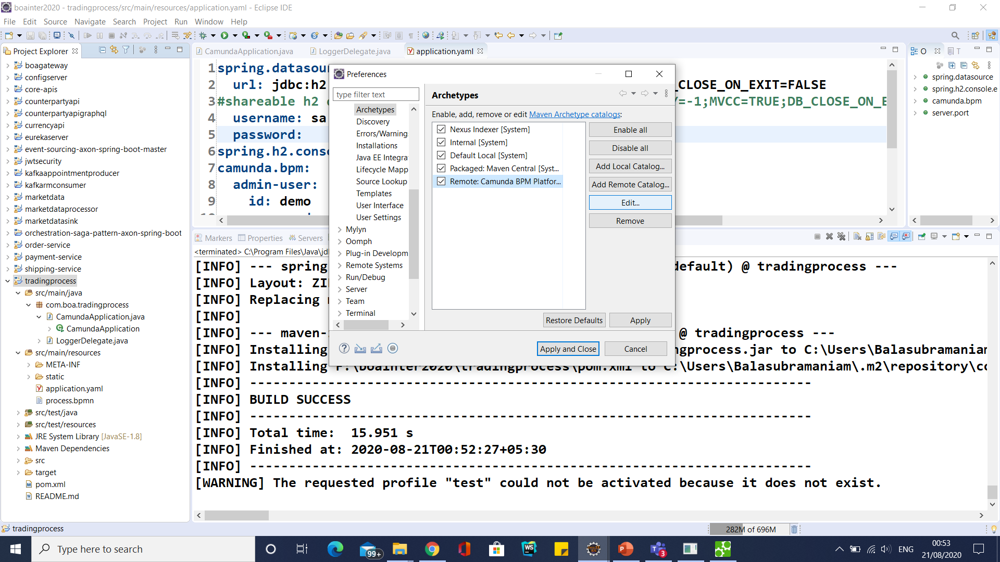 boainter2020 - tradingprocess/src/main/resources/application.yaml - Eclipse IDE
File Edit Source Navigate Search Project Run Window Help
Project Explorer
boagateway
configserver
core-apis
counterpartyapi
counterpartyapigraphql
currencyapi
eurekaserver
event-sourcing-axon-spring-boot-master
jwtsecurity
kafkaappointmentproducer
kafkarmconsumer
marketdata
marketdataprocessor
marketdatasink
orchestration-saga-pattern-axon-spring-boot
order-service
payment-service
shipping-service
tradingprocess
src/main/java
com.boa.tradingprocess
CamundaApplication.java
CamundaApplication
LoggerDelegate.java
src/main/resources
META-INF
static
application.yaml
process.bpmn
src/test/java
src/test/resources
JRE System Library [JavaSE-1.8]
Maven Dependencies
src
target
pom.xml
README.md
CamundaApplication.java LoggerDelegate.java application.yaml
1 spring.datasou
2 url: jdbc:h2 _CLOSE_ON_EXIT=FALSE
3 #shareable h2 Y=-1;MVCC=TRUE;DB_CLOSE_ON_E
4 username: sa
5 password:
6 spring.h2.conso
7 camunda.bpm:
8 admin-user:
9 id: demo
O T
spring.datasource
spring.h2.console.e
camunda.bpm
server.port
Preferences
type filter text
Archetypes
Discovery
Errors/Warning
Installations
Java EE Integra
Lifecycle Mapp
Source Lookup
Templates
User Interface
User Settings
Mylyn
Oomph
Plug-in Developm
Remote Systems
Run/Debug
Server
Team
Terminal
Archetypes
Enable, add, remove or edit Maven Archetype catalogs:
Nexus Indexer [System]
Internal [System]
Default Local [System]
Packaged: Maven Central [Syst...
Remote: Camunda BPM Platfor...
Enable all
Disable all
Add Local Catalog...
Add Remote Catalog...
Edit...
Remove
Restore Defaults Apply
Apply and Close Cancel
Markers Properties Servers
<terminated> C:\Program Files\Java\jd
[INFO] --- spring default) @ tradingprocess ---
[INFO] Layout: ZI
[INFO] Replacing
[INFO]
[INFO] --- maven- @ tradingprocess ---
[INFO] Installing ngprocess.jar to C:\Users\Balasubramaniam
[INFO] Installing F:\boainter2020\tradingprocess\pom.xml to C:\Users\Balasubramaniam\.m2\repository\co
[INFO] ------------------------------------------------------------------------
[INFO] BUILD SUCCESS
[INFO] ------------------------------------------------------------------------
[INFO] Total time:  15.951 s
[INFO] Finished at: 2020-08-21T00:52:27+05:30
[INFO] ------------------------------------------------------------------------
[WARNING] The requested profile "test" could not be activated because it does not exist.
tradingprocess
282M of 696M
Type here to search
99+
WS
3
ENG
00:53
21/08/2020